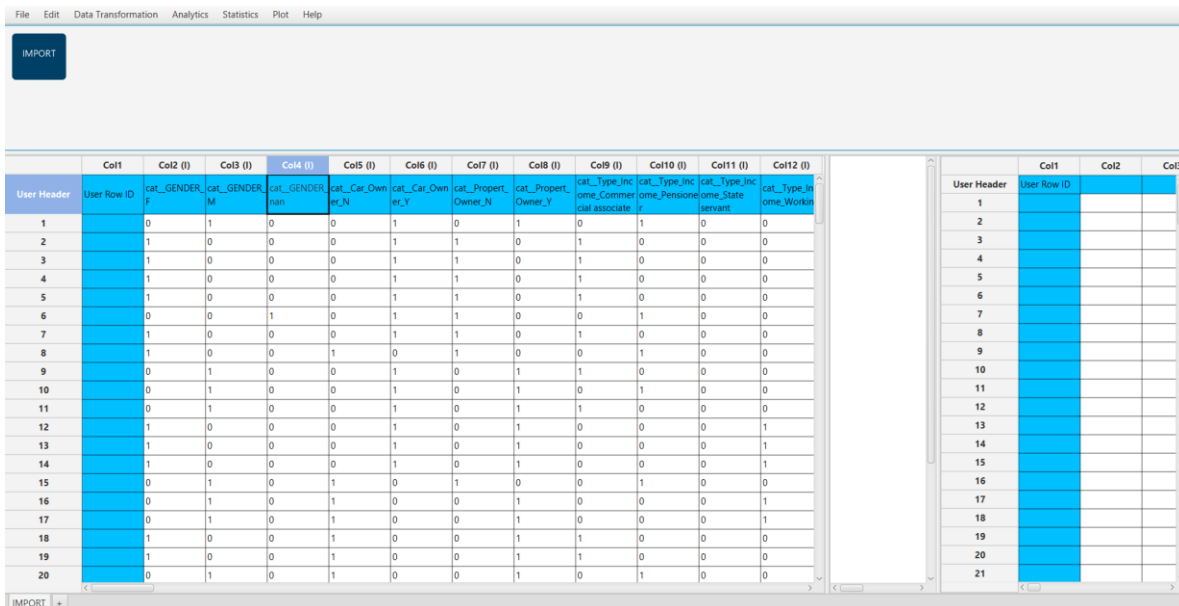 File Edit Data Transformation Analytics Statistics Plot Help
IMPORT
Col1 Col2 (I) Col3 (I) Col4 (I) Col5 (I) Col6 (I) Col7 (I) Col8 (I) Col9 (I) Col10 (I) Col11 (I) Col12 (I) Col1 Col2 Col3
User Header User Row ID cat__GENDER_F cat__GENDER_M cat__GENDER_nan cat__Car_Owner_N cat__Car_Owner_Y cat__Propert_Owner_N cat__Propert_Owner_Y cat__Type_Income_Commercial associate cat__Type_Income_Pensioner cat__Type_Income_State servant cat__Type_Income_Workin User Header User Row ID
1 0 1 0 0 1 0 1 0 1 0 0 1
2 1 0 0 0 1 1 0 1 0 0 0 2
3 1 0 0 0 1 1 0 1 0 0 0 3
4 1 0 0 0 1 1 0 1 0 0 0 4
5 1 0 0 0 1 1 0 1 0 0 0 5
6 0 0 1 0 1 1 0 0 1 0 0 6
7 1 0 0 0 1 1 0 1 0 0 0 7
8 1 0 0 1 0 1 0 0 1 0 0 8
9 0 1 0 0 1 0 1 1 0 0 0 9
10 0 1 0 0 1 0 1 0 1 0 0 10
11 0 1 0 0 1 0 1 1 0 0 0 11
12 1 0 0 0 1 0 1 0 0 0 1 12
13 1 0 0 0 1 0 1 0 0 0 1 13
14 1 0 0 0 1 0 1 0 0 0 1 14
15 0 1 0 1 0 1 0 0 1 0 0 15
16 0 1 0 1 0 0 1 0 0 0 1 16
17 0 1 0 1 0 0 1 0 0 0 1 17
18 1 0 0 1 0 0 1 1 0 0 0 18
19 1 0 0 1 0 0 1 1 0 0 0 19
20 0 1 0 1 0 0 1 0 1 0 0 20
21
IMPORT +